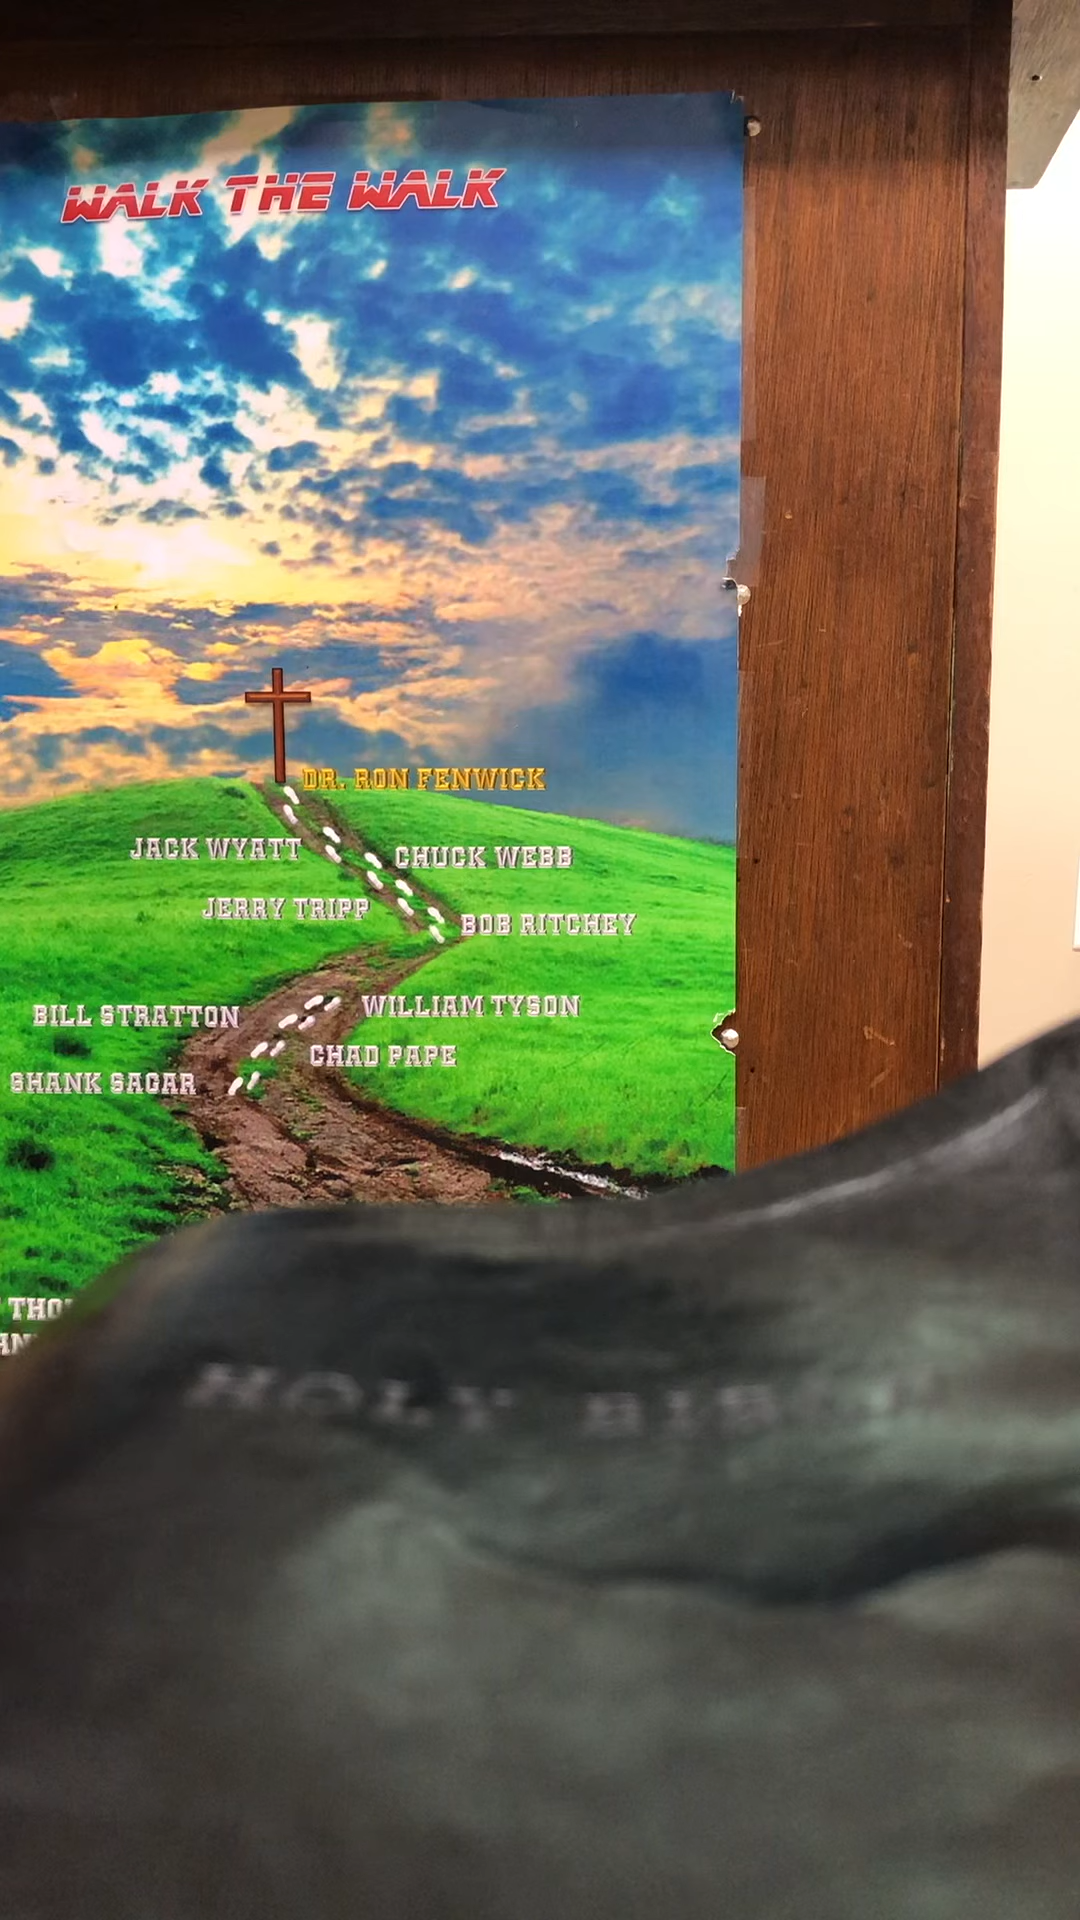 WALK THE WALK
DR. RON FENWICK
JACK WYATT
CHUCK WEBB
JERRY TRIPP
BOB RITCHEY
BILL STRATTON
WILLIAM TYSON
CHAD PAPE
SHANK SAGAR
HOLY